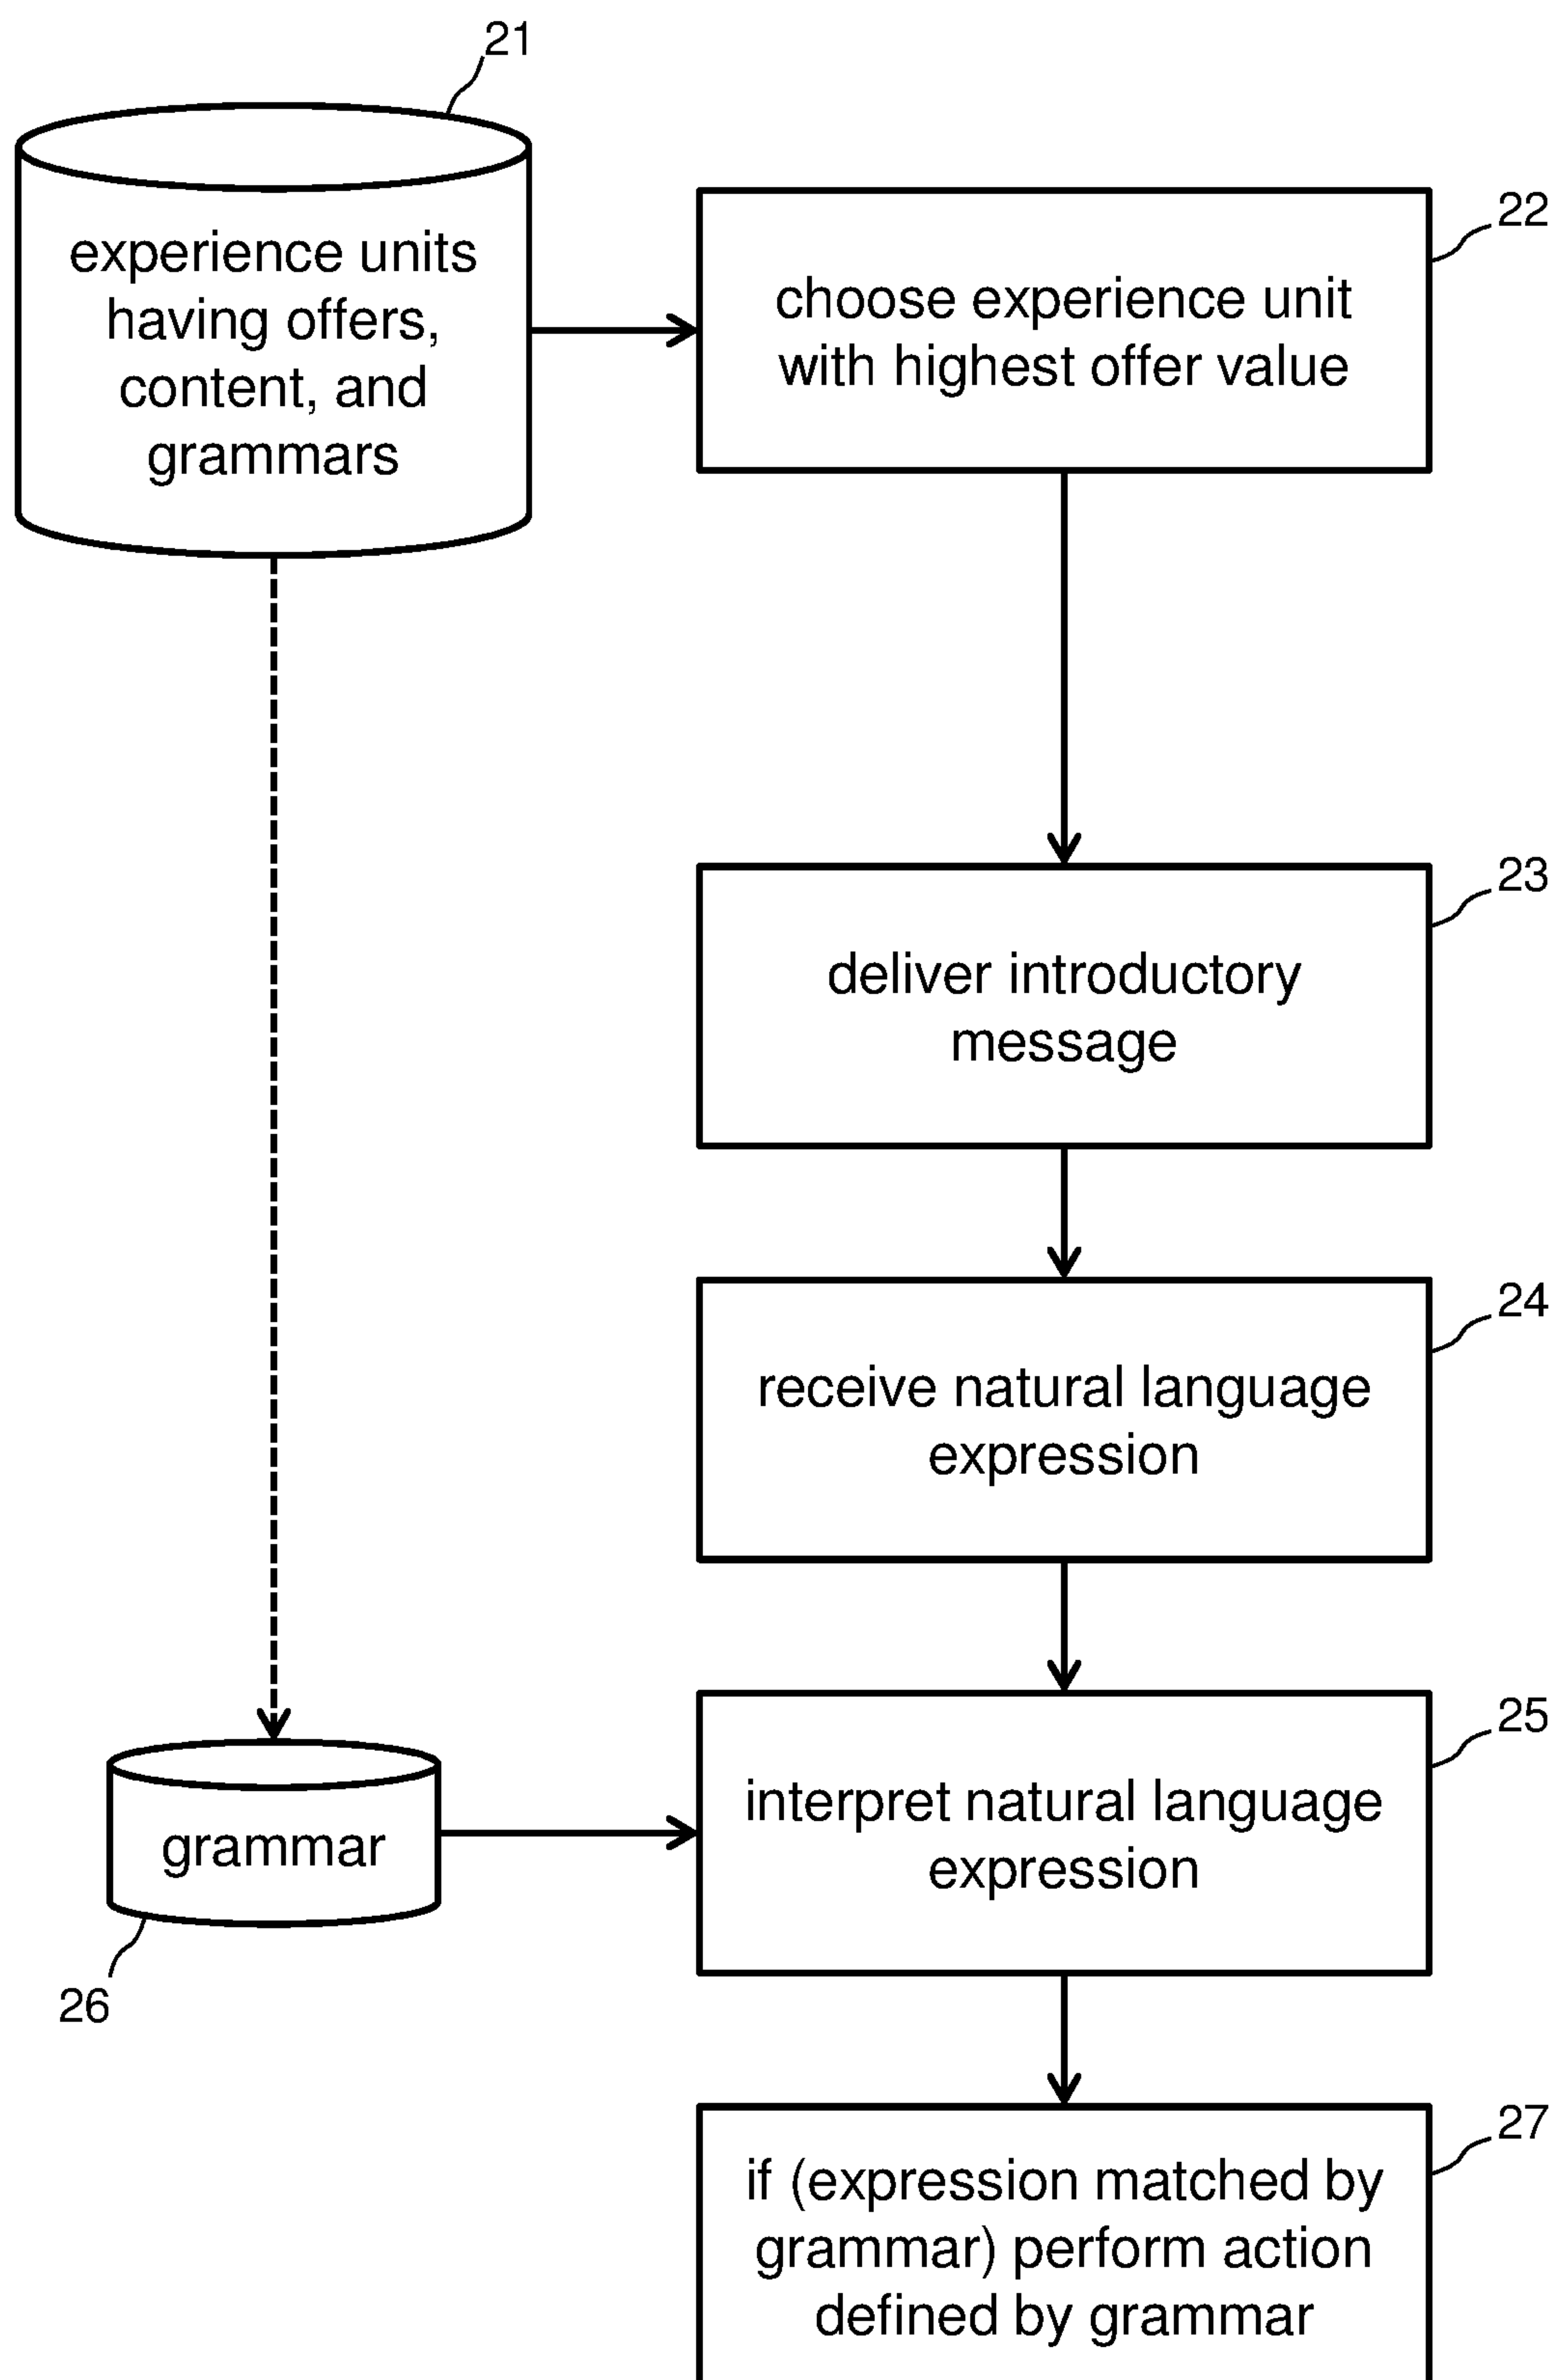 21
experience units
having offers,
content, and
grammars
22
choose experience unit
with highest offer value
23
deliver introductory
message
24
receive natural language
expression
25
interpret natural language
expression
grammar
26
27
if (expression matched by
grammar) perform action
defined by grammar